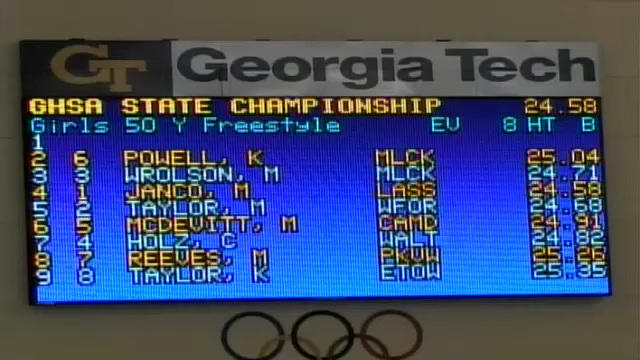 GT Georgia Tech
GHSA STATE CHAMPIONSHIP 24.58
Girls 50 Y Freestyle EV 8 HT B
1
2 6 POWELL, K MLCK 25.04
3 3 WROLSON, M MLCK 24.71
4 1 JANCO, M LASS 24.58
5 2 TAYLOR, M WFOR 24.68
6 5 MCDEVITT, M CAMD 24.91
7 4 HOLZ, C WALT 24.82
8 7 REEVES, M PKVW 25.26
9 8 TAYLOR, K ETOW 25.35